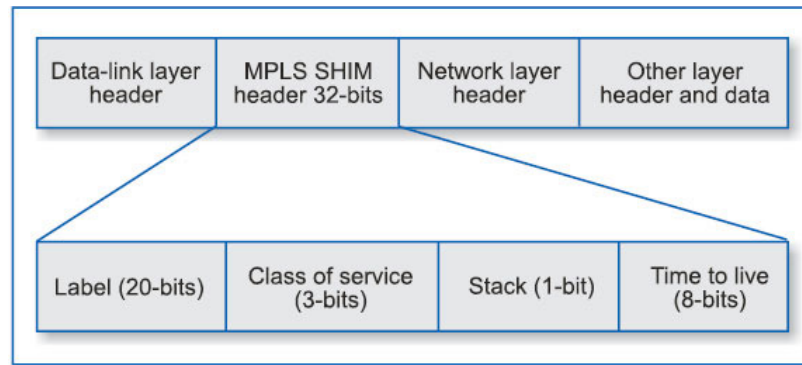 Data-link layer
header
MPLS SHIM
header 32-bits
Network layer
header
Other layer
header and data
Label (20-bits)
Class of service
(3-bits)
Stack (1-bit)
Time to live
(8-bits)